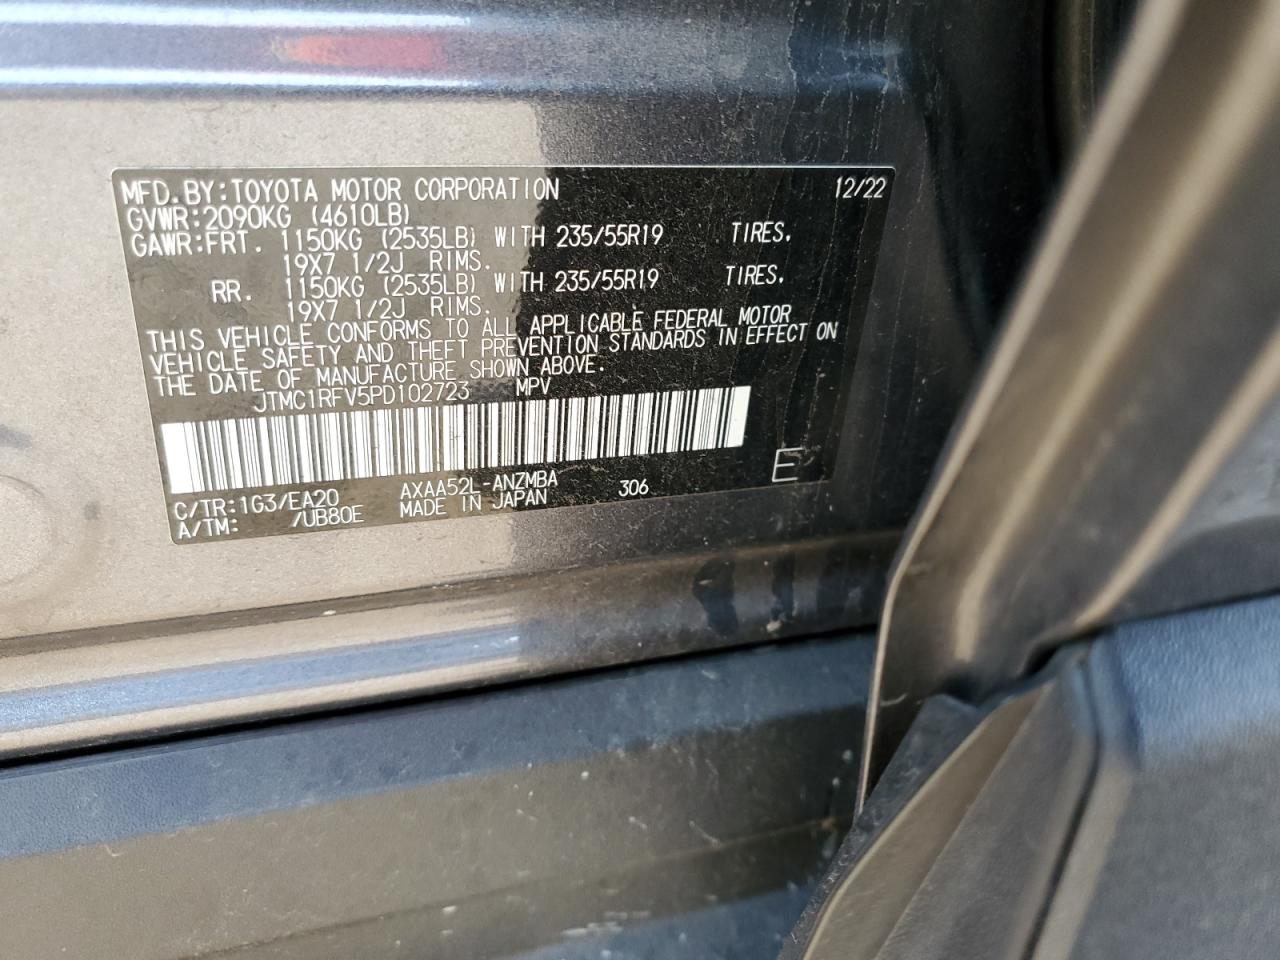 MFD.BY:TOYOTA MOTOR CORPORATION 12/22
GVWR:2090KG (4610LB)
GAWR:FRT. 1150KG (2535LB) WITH 235/55R19 TIRES.
19X7 1/2J RIMS.
RR. 1150KG (2535LB) WITH 235/55R19 TIRES.
19X7 1/2J RIMS.
THIS VEHICLE CONFORMS TO ALL APPLICABLE FEDERAL MOTOR
VEHICLE SAFETY AND THEFT PREVENTION STANDARDS IN EFFECT ON
THE DATE OF MANUFACTURE SHOWN ABOVE.
JTMC1RFV5PD102723 MPV
E
C/TR:1G3/EA20 AXAA52L-ANZMBA 306
A/TM: /UB80E MADE IN JAPAN